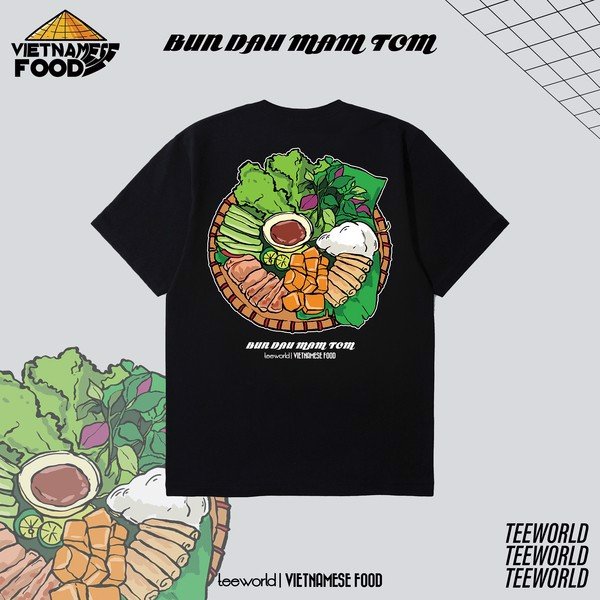 VIETNAMESE
FOOD
BUN DAU MAM TOM
BUN DAU MAM TOM
teeworld | VIETNAMESE FOOD
teeworld | VIETNAMESE FOOD
TEEWORLD
TEEWORLD
TEEWORLD